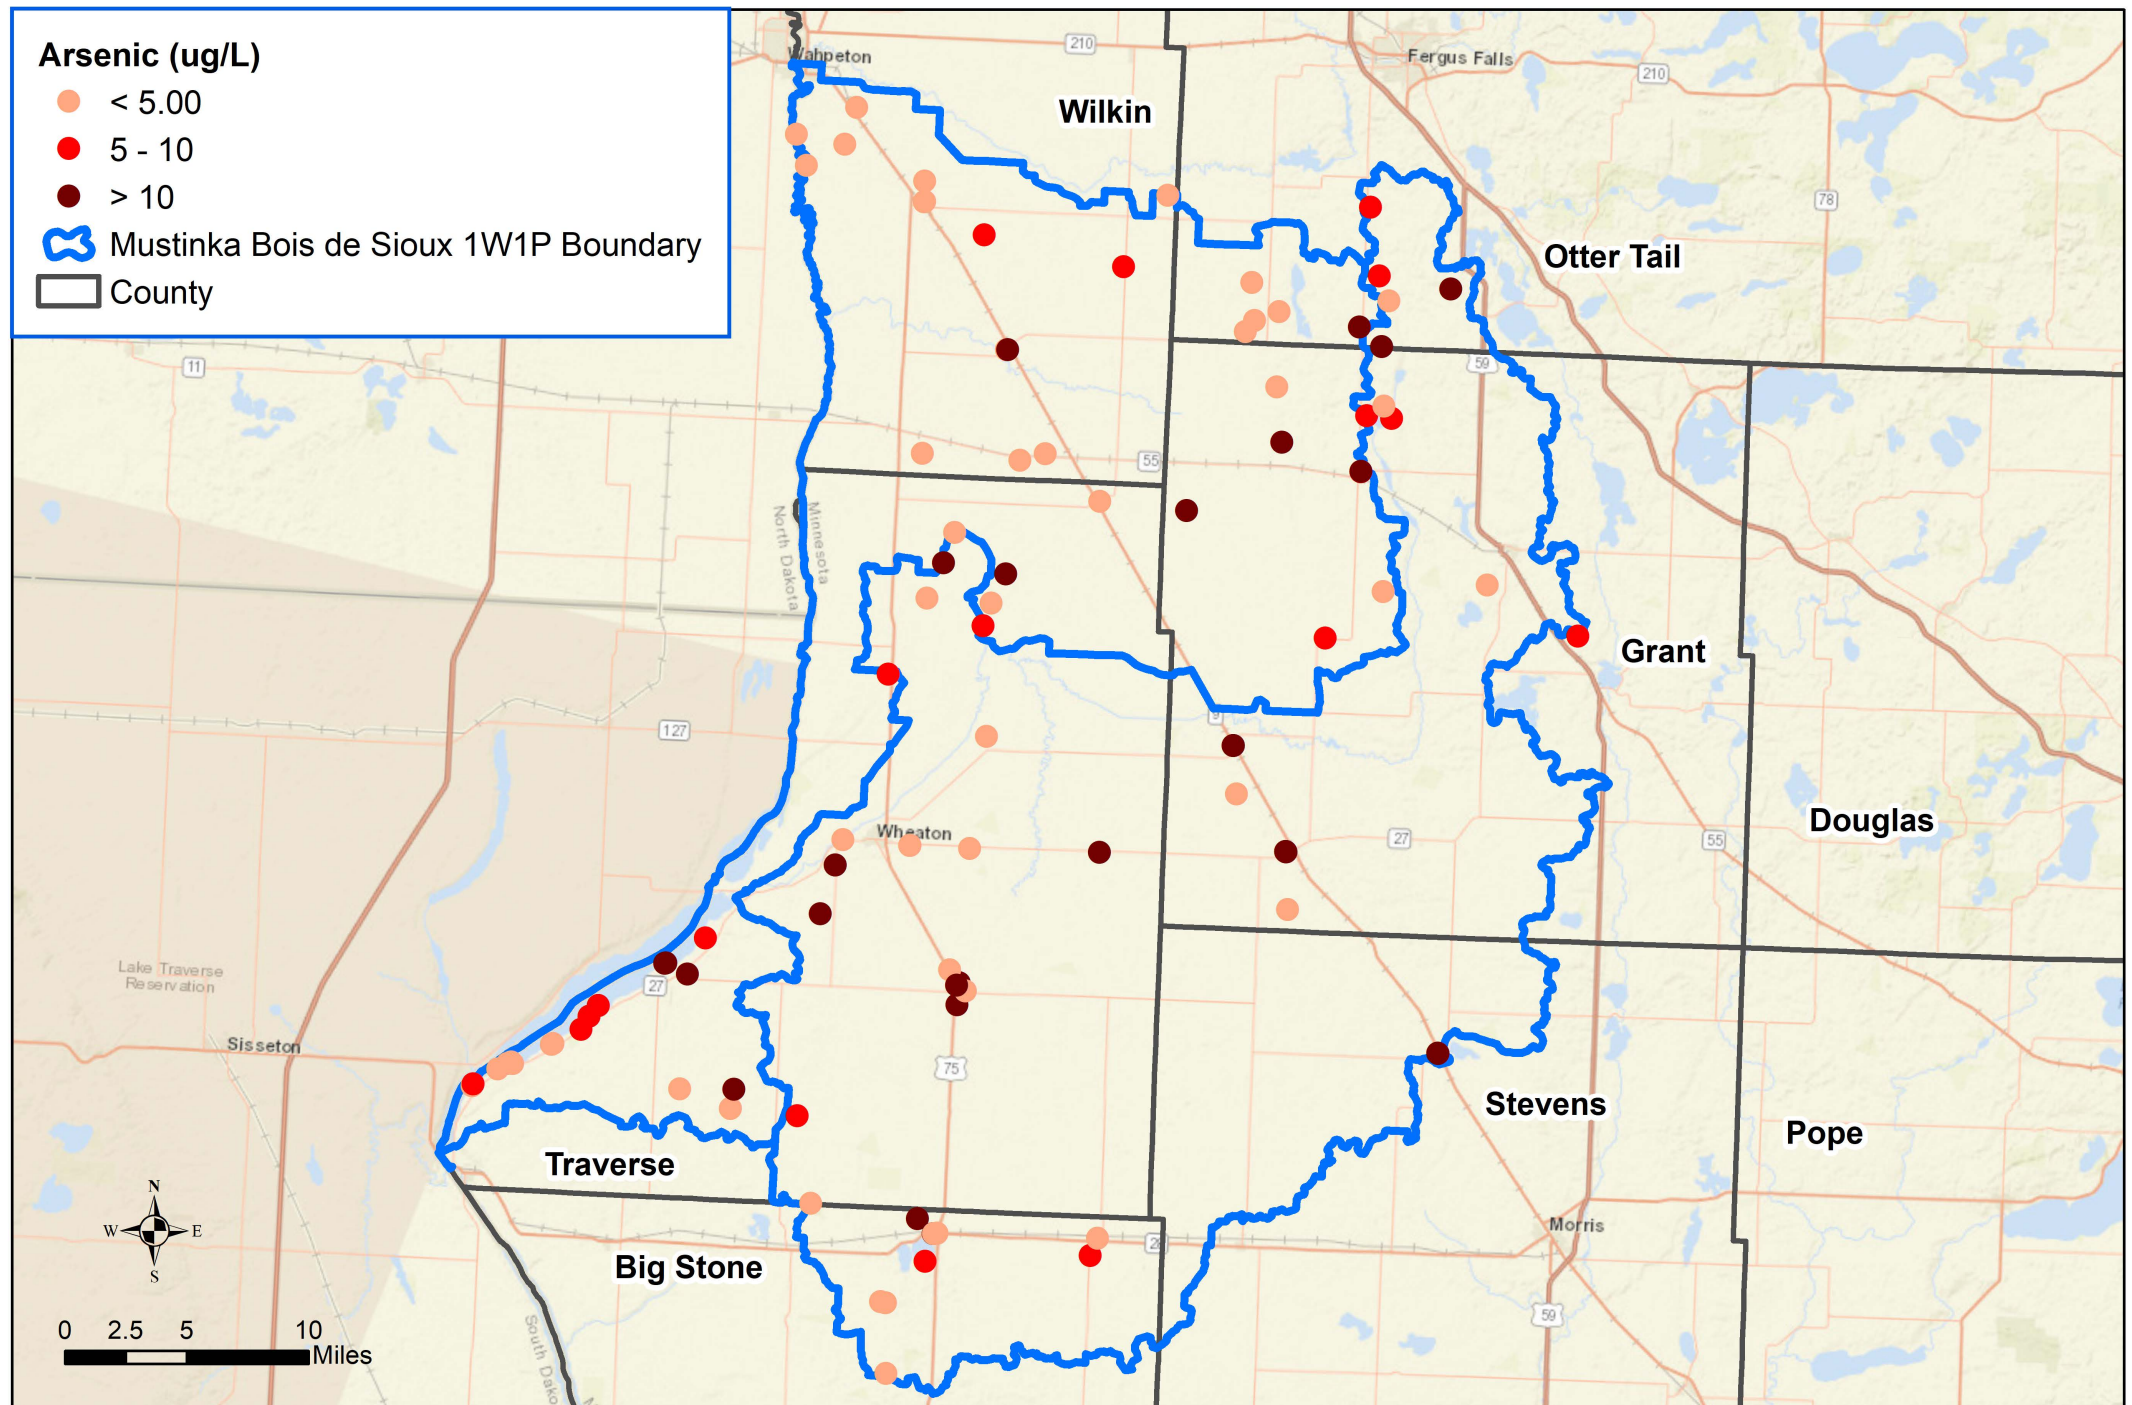 Arsenic (ug/L)
< 5.00
5 - 10
> 10
Mustinka Bois de Sioux 1W1P Boundary
County
Wahpeton
210
Fergus Falls
210
Wilkin
78
Otter Tail
11
59
55
Minnesota
North Dakota
Grant
9
127
Wheaton
27
55
Douglas
Lake Traverse
Reservation
27
Sisseton
75
Stevens
Pope
Traverse
N
W
E
S
Morris
Big Stone
59
0 2.5 5 10
Miles
South Dako